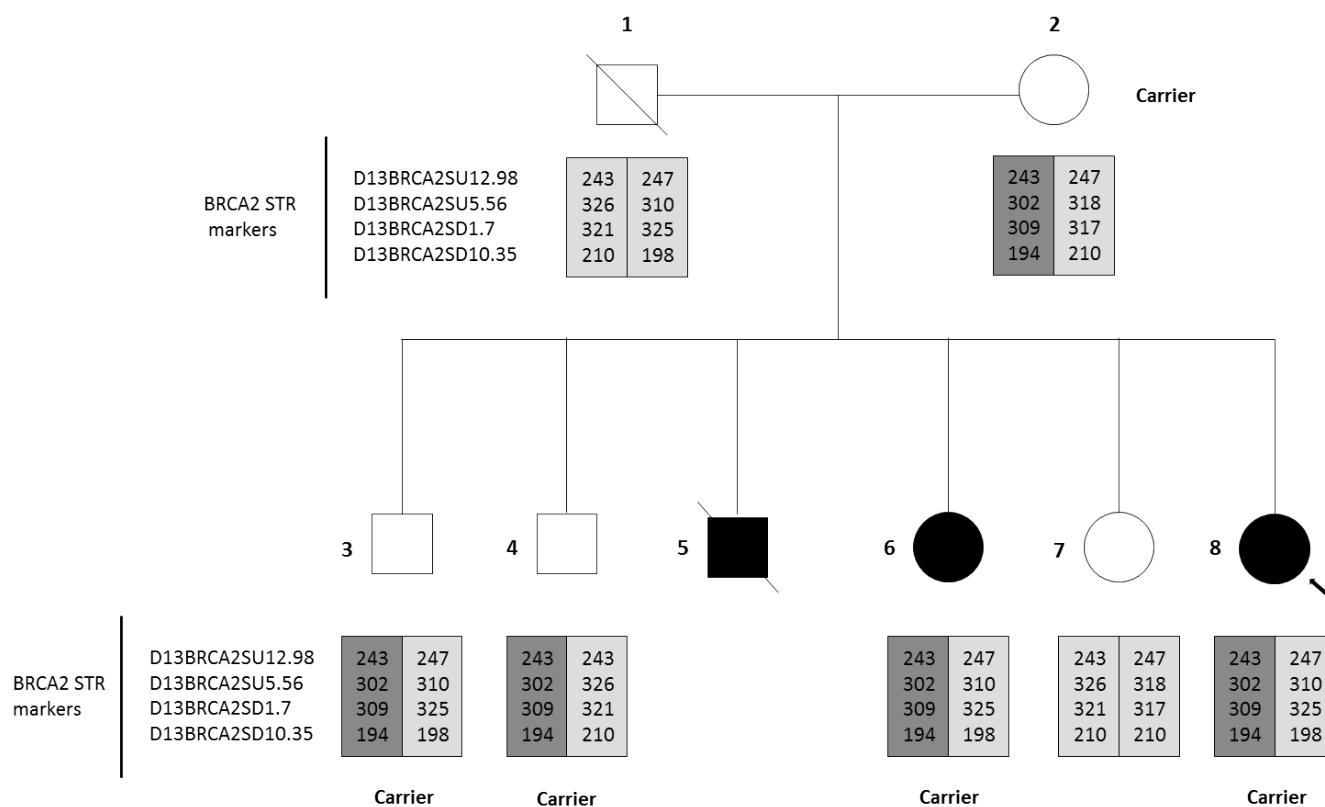 1 2
Carrier
BRCA2 STR
markers
D13BRCA2SU12.98 243 247 243 247
D13BRCA2SU5.56 326 310 302 318
D13BRCA2SD1.7 321 325 309 317
D13BRCA2SD10.35 210 198 194 210
3 4 5 6 7 8
BRCA2 STR
markers
D13BRCA2SU12.98 243 247 243 243 243 247 243 247 243 247
D13BRCA2SU5.56 302 310 302 326 302 310 326 318 302 310
D13BRCA2SD1.7 309 325 309 321 309 325 321 317 309 325
D13BRCA2SD10.35 194 198 194 210 194 198 210 210 194 198
Carrier Carrier Carrier Carrier